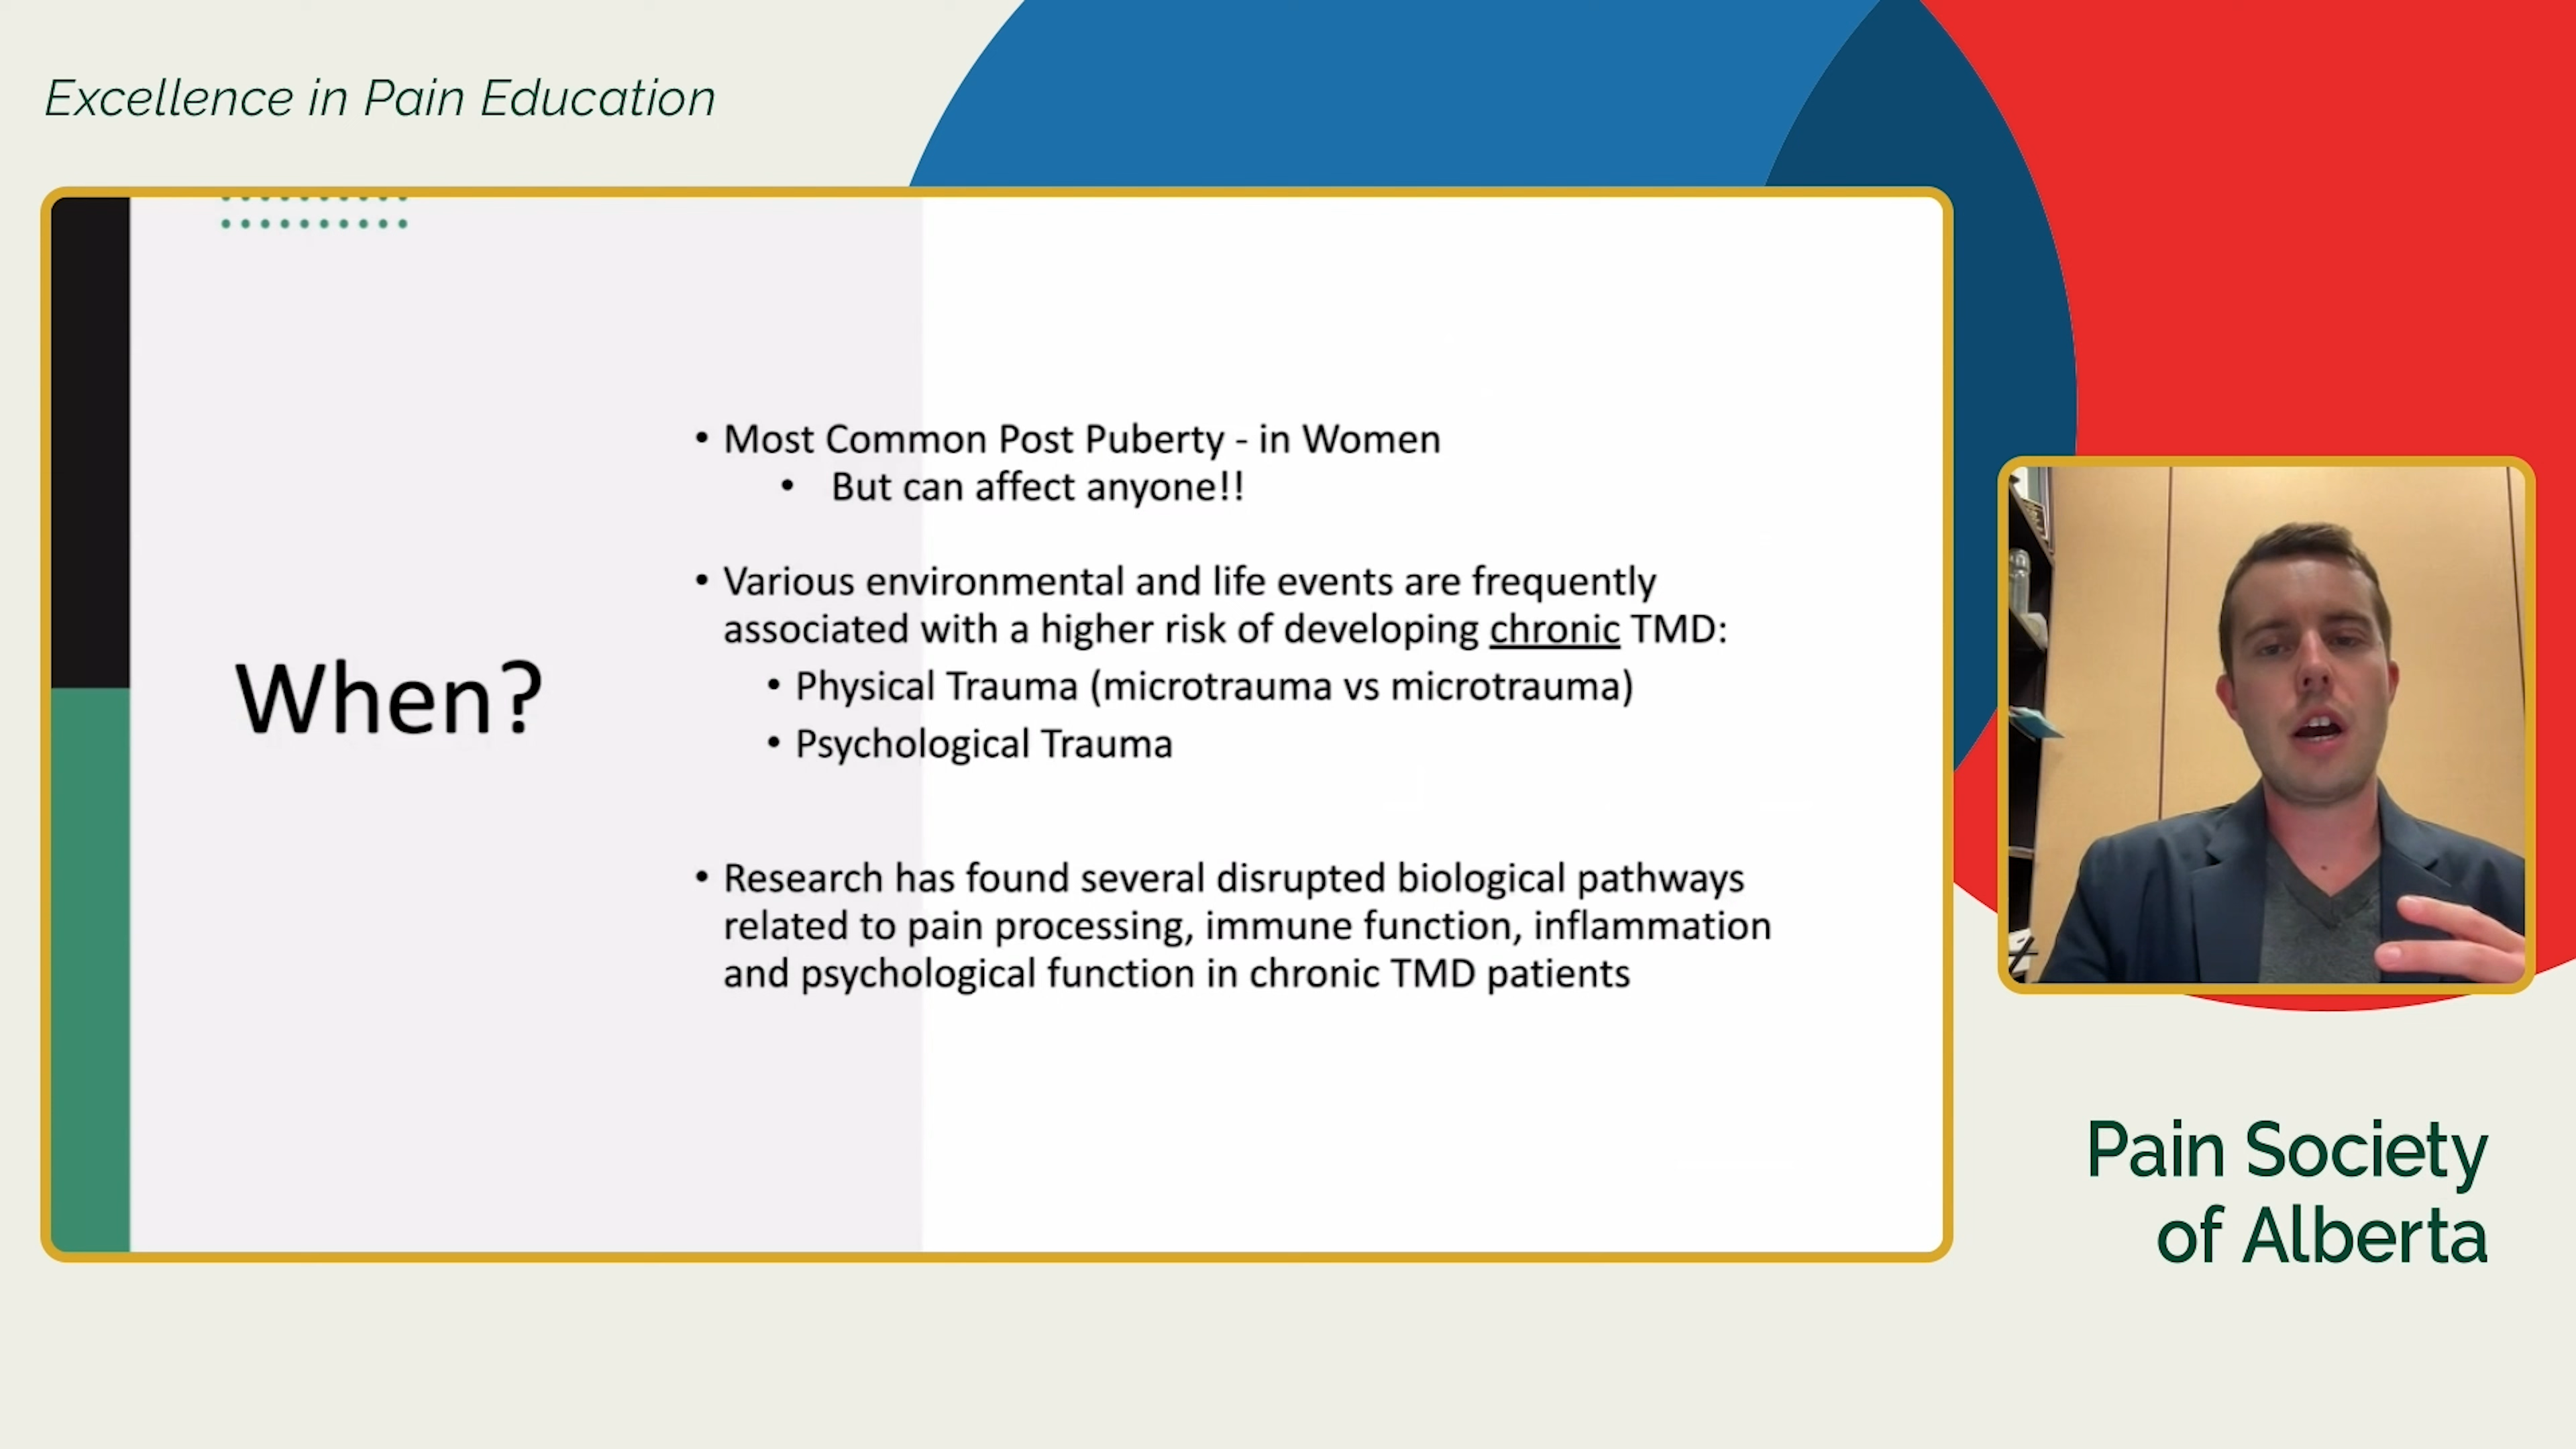 Excellence in Pain Education
When?
• Most Common Post Puberty - in Women
• But can affect anyone!!
• Various environmental and life events are frequently
associated with a higher risk of developing chronic TMD:
• Physical Trauma (microtrauma vs microtrauma)
• Psychological Trauma
• Research has found several disrupted biological pathways
related to pain processing, immune function, inflammation
and psychological function in chronic TMD patients
Pain Society
of Alberta